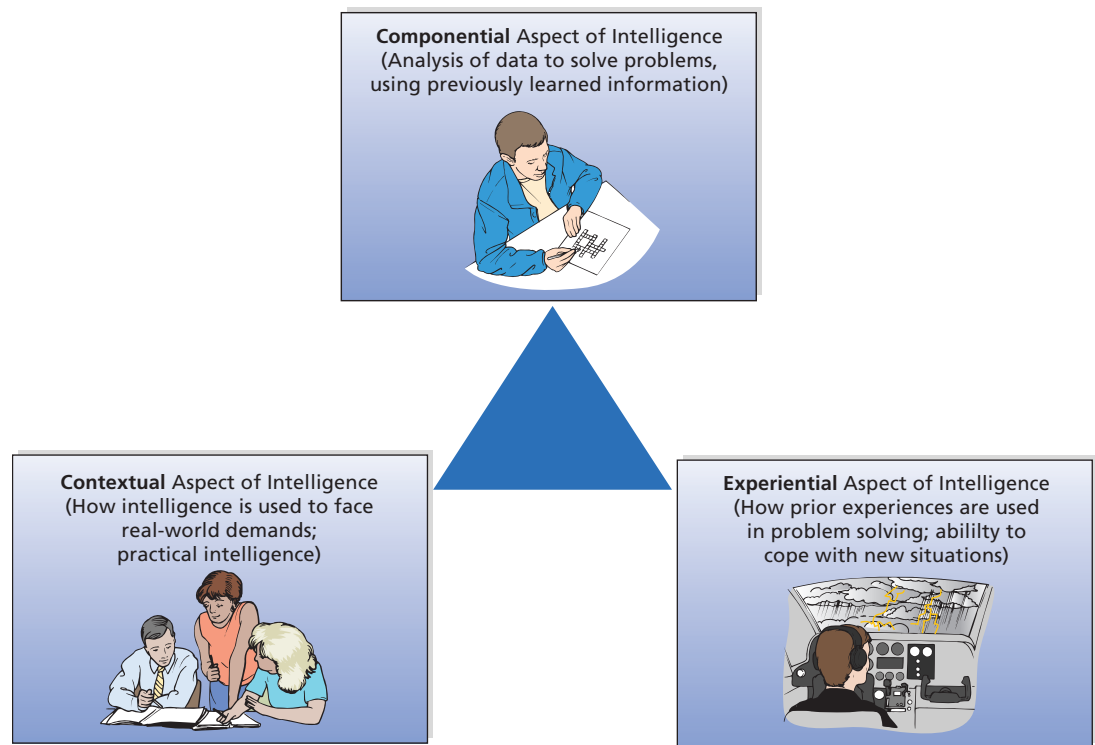 Componential Aspect of Intelligence
(Analysis of data to solve problems,
using previously learned information)
Contextual Aspect of Intelligence
(How intelligence is used to face
real-world demands;
practical intelligence)
Experiential Aspect of Intelligence
(How prior experiences are used
in problem solving; abililty to
cope with new situations)